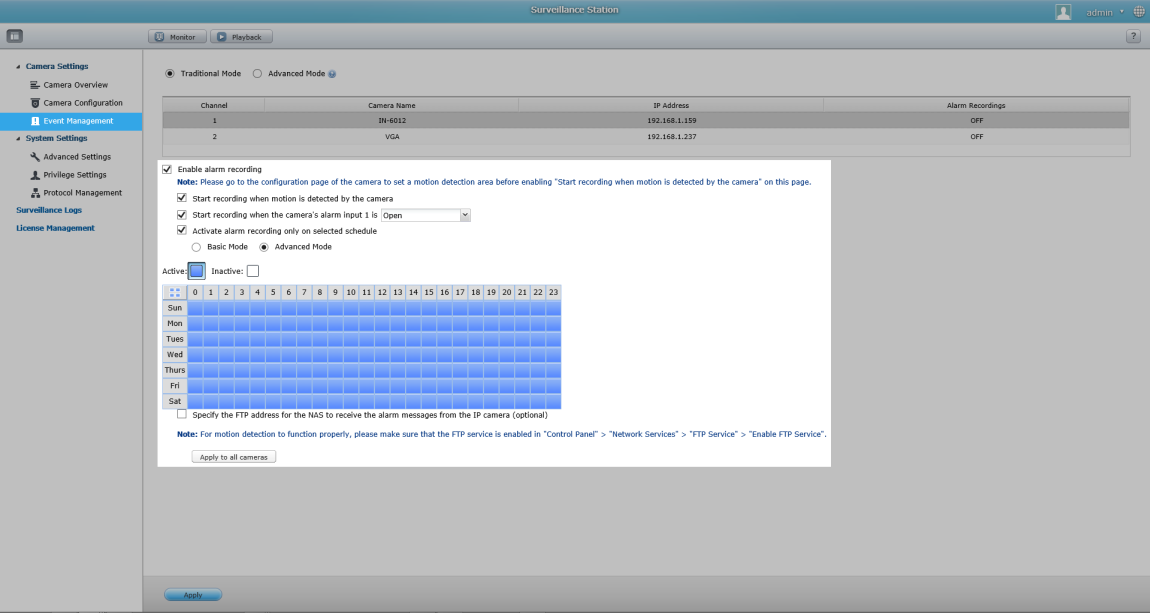 Surveillance Station
admin
Monitor
Playback
?
Camera Settings
Camera Overview
Camera Configuration
Event Management
System Settings
Advanced Settings
Privilege Settings
Protocol Management
Surveillance Logs
License Management
Traditional Mode Advanced Mode
Channel Camera Name IP Address Alarm Recordings
1 IN-6012 192.168.1.159 OFF
2 VGA 192.168.1.237 OFF
Enable alarm recording
Note: Please go to the configuration page of the camera to set a motion detection area before enabling "Start recording when motion is detected by the camera" on this page.
Start recording when motion is detected by the camera
Start recording when the camera's alarm input 1 is Open
Activate alarm recording only on selected schedule
Basic Mode Advanced Mode
Active: Inactive:
0 1 2 3 4 5 6 7 8 9 10 11 12 13 14 15 16 17 18 19 20 21 22 23
Sun
Mon
Tues
Wed
Thurs
Fri
Sat
Specify the FTP address for the NAS to receive the alarm messages from the IP camera (optional)
Note: For motion detection to function properly, please make sure that the FTP service is enabled in "Control Panel" > "Network Services" > "FTP Service" > "Enable FTP Service".
Apply to all cameras
Apply